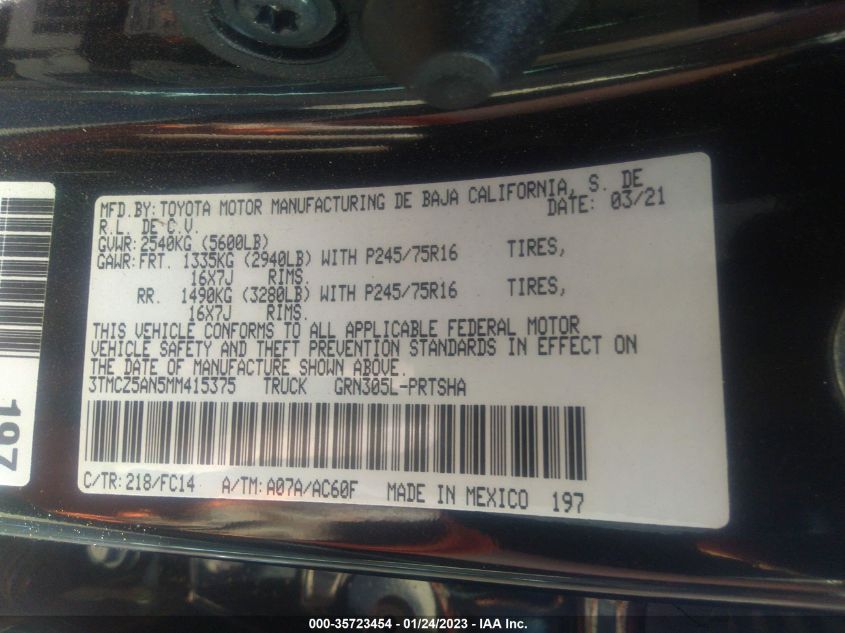 MFD.BY: TOYOTA MOTOR MANUFACTURING DE BAJA CALIFORNIA, S. DE
R.L. DE C.V. DATE: 03/21
GVWR: 2540KG (5600LB)
GAWR: FRT. 1335KG (2940LB) WITH P245/75R16 TIRES,
16X7J RIMS.
RR. 1490KG (3280LB) WITH P245/75R16 TIRES,
16X7J RIMS.
THIS VEHICLE CONFORMS TO ALL APPLICABLE FEDERAL MOTOR
VEHICLE SAFETY AND THEFT PREVENTION STANDARDS IN EFFECT ON
THE DATE OF MANUFACTURE SHOWN ABOVE.
3TMCZ5AN5MM415375 TRUCK GRN305L-PRTSHA
C/TR: 218/FC14 A/TM: A07A/AC60F MADE IN MEXICO 197
197
000-35723454 - 01/24/2023 - IAA Inc.